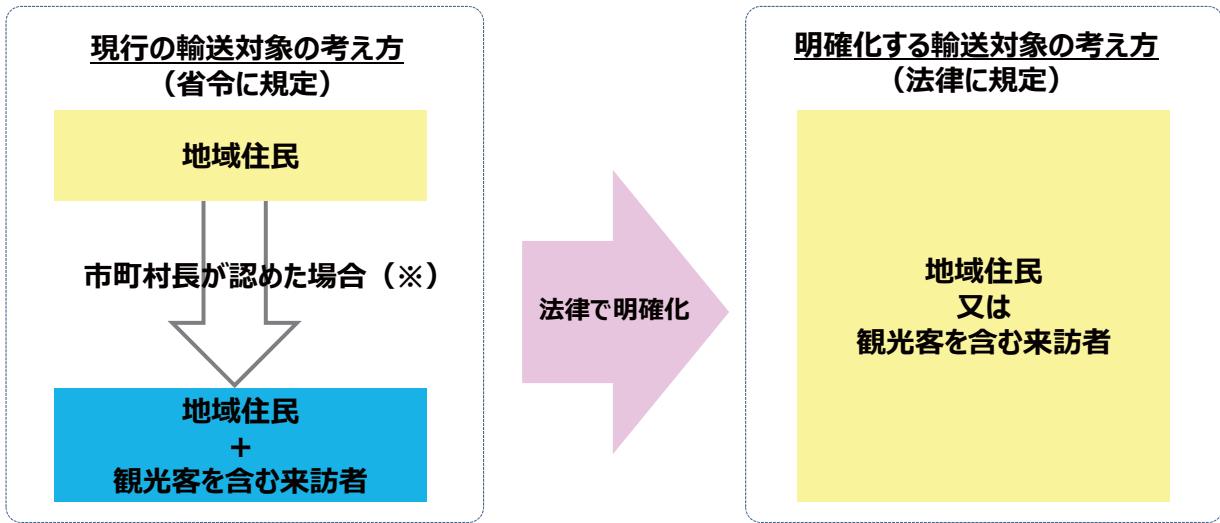 現行の輸送対象の考え方
（省令に規定）
地域住民
市町村長が認めた場合（※）
地域住民
＋
観光客を含む来訪者
法律で明確化
明確化する輸送対象の考え方
（法律に規定）
地域住民
又は
観光客を含む来訪者